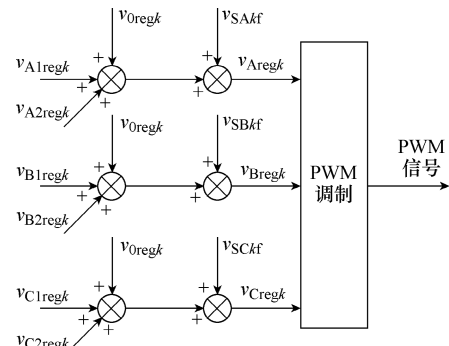 v0regk vSAkf
+ +
vA1regk + + vAregk
vA2regk +
v0regk vSBkf
+ +
vB1regk + + vBregk PWM 调制 PWM 信号
vB2regk +
v0regk vSCkf
+ +
vC1regk + + vCregk
vC2regk +